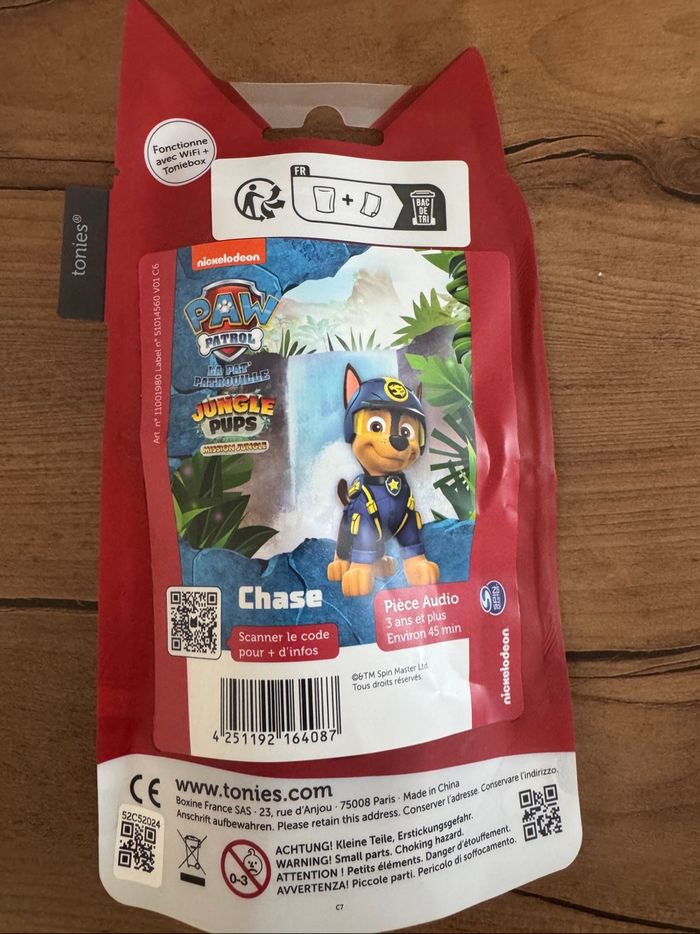 Fonctionne
avec WiFi +
Toniebox
FR
+
BAC
DE
TRI
tonies®
nickelodeon
PAW
PATROL
LA PAT'
PATROUILLE
JUNGLE
PUPS
MISSION JUNGLE
Art. n° 11001980 Label n° 51014560 V01 C6
Chase
Pièce Audio
3 ans et plus
Environ 45 min
SPIN
MASTER
Scanner le code
pour + d'infos
©&TM Spin Master Ltd.
Tous droits réservés.
nickelodeon
4 251192 164087
CE
www.tonies.com
Boxine France SAS · 23, rue d'Anjou · 75008 Paris · Made in China
Anschrift aufbewahren. Please retain this address. Conserver l'adresse. Conservare l'indirizzo.
52C52024
0-3
ACHTUNG! Kleine Teile, Erstickungsgefahr.
WARNING! Small parts. Choking hazard.
ATTENTION ! Petits éléments. Danger d'étouffement.
AVVERTENZA! Piccole parti. Pericolo di soffocamento.
C7